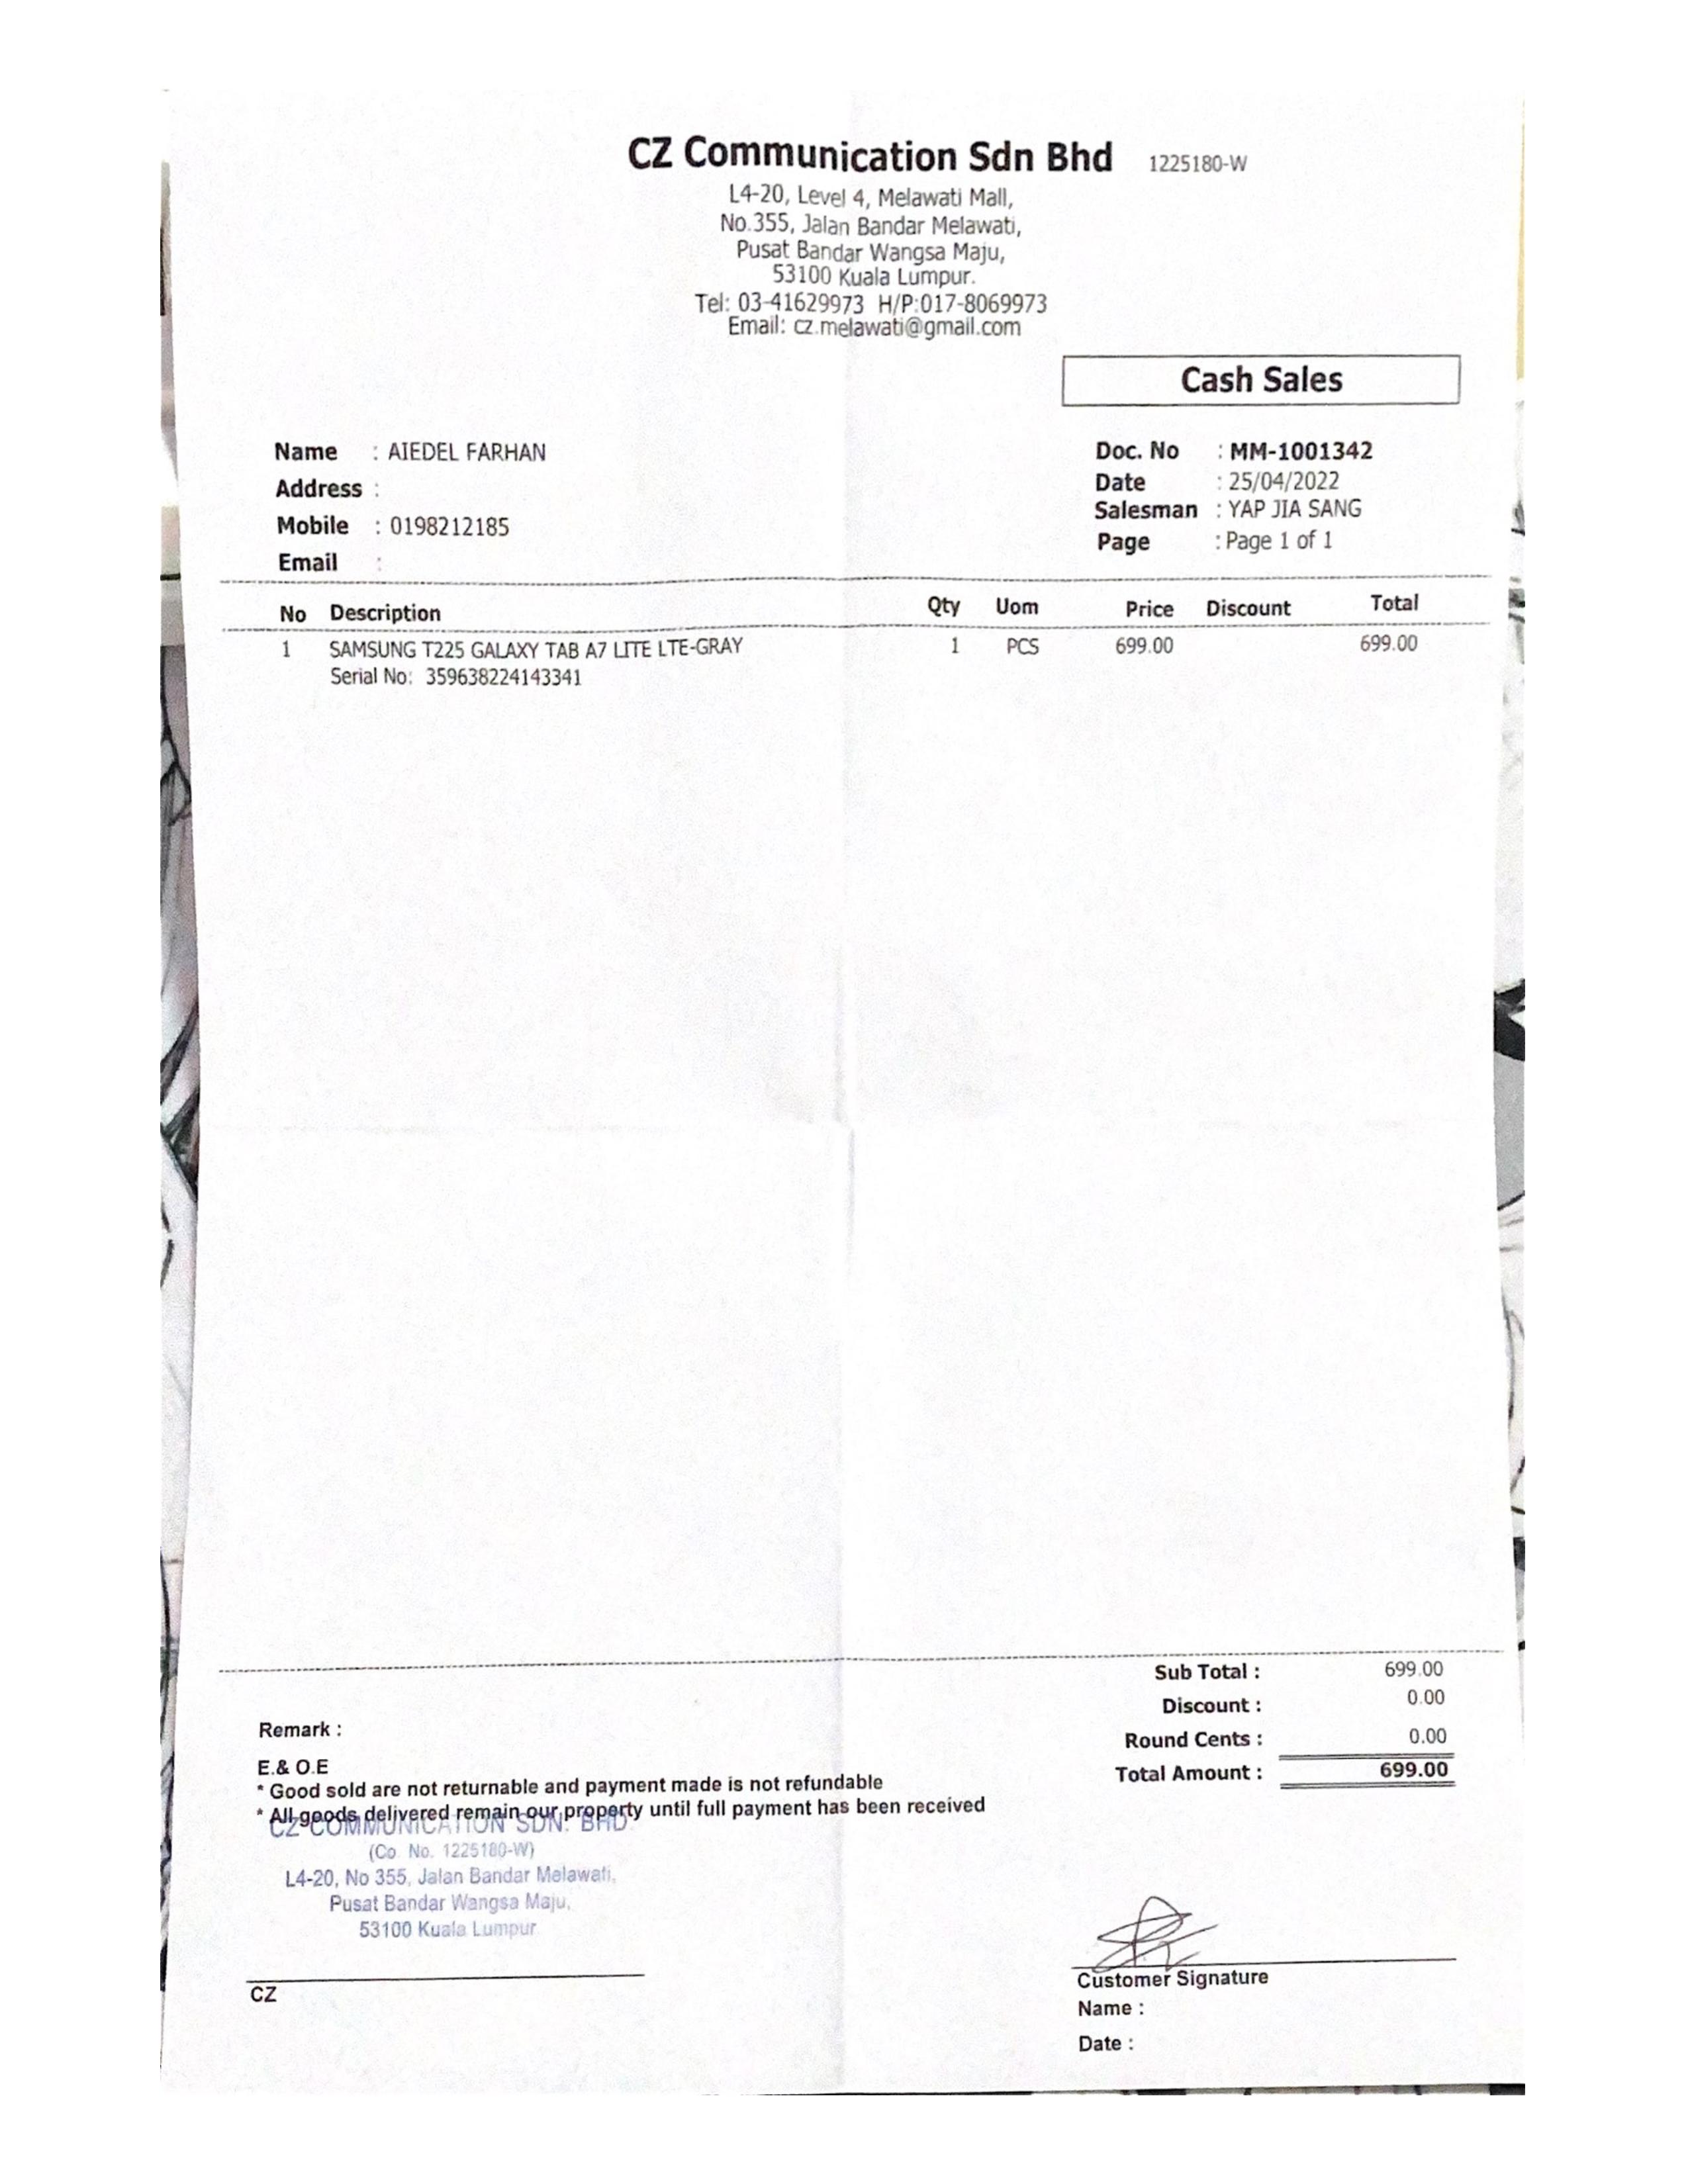 CZ Communication Sdn Bhd 1225180-W
L4-20, Level 4, Melawati Mall,
No.355, Jalan Bandar Melawati,
Pusat Bandar Wangsa Maju,
53100 Kuala Lumpur.
Tel: 03-41629973 H/P:017-8069973
Email: cz.melawati@gmail.com
Cash Sales
Name : AIEDEL FARHAN
Address :
Mobile : 0198212185
Email :
Doc. No : MM-1001342
Date : 25/04/2022
Salesman : YAP JIA SANG
Page : Page 1 of 1
No Description Qty Uom Price Discount Total
1 SAMSUNG T225 GALAXY TAB A7 LITE LTE-GRAY 1 PCS 699.00 699.00
Serial No: 359638224143341
Sub Total : 699.00
Discount : 0.00
Round Cents : 0.00
Total Amount : 699.00
Remark :
E.& O.E
* Good sold are not returnable and payment made is not refundable
* All goods delivered remain our property until full payment has been received
CZ COMMUNICATION SDN. BHD.
(Co. No. 1225180-W)
L4-20, No 355, Jalan Bandar Melawati,
Pusat Bandar Wangsa Maju,
53100 Kuala Lumpur
CZ
Customer Signature
Name :
Date :